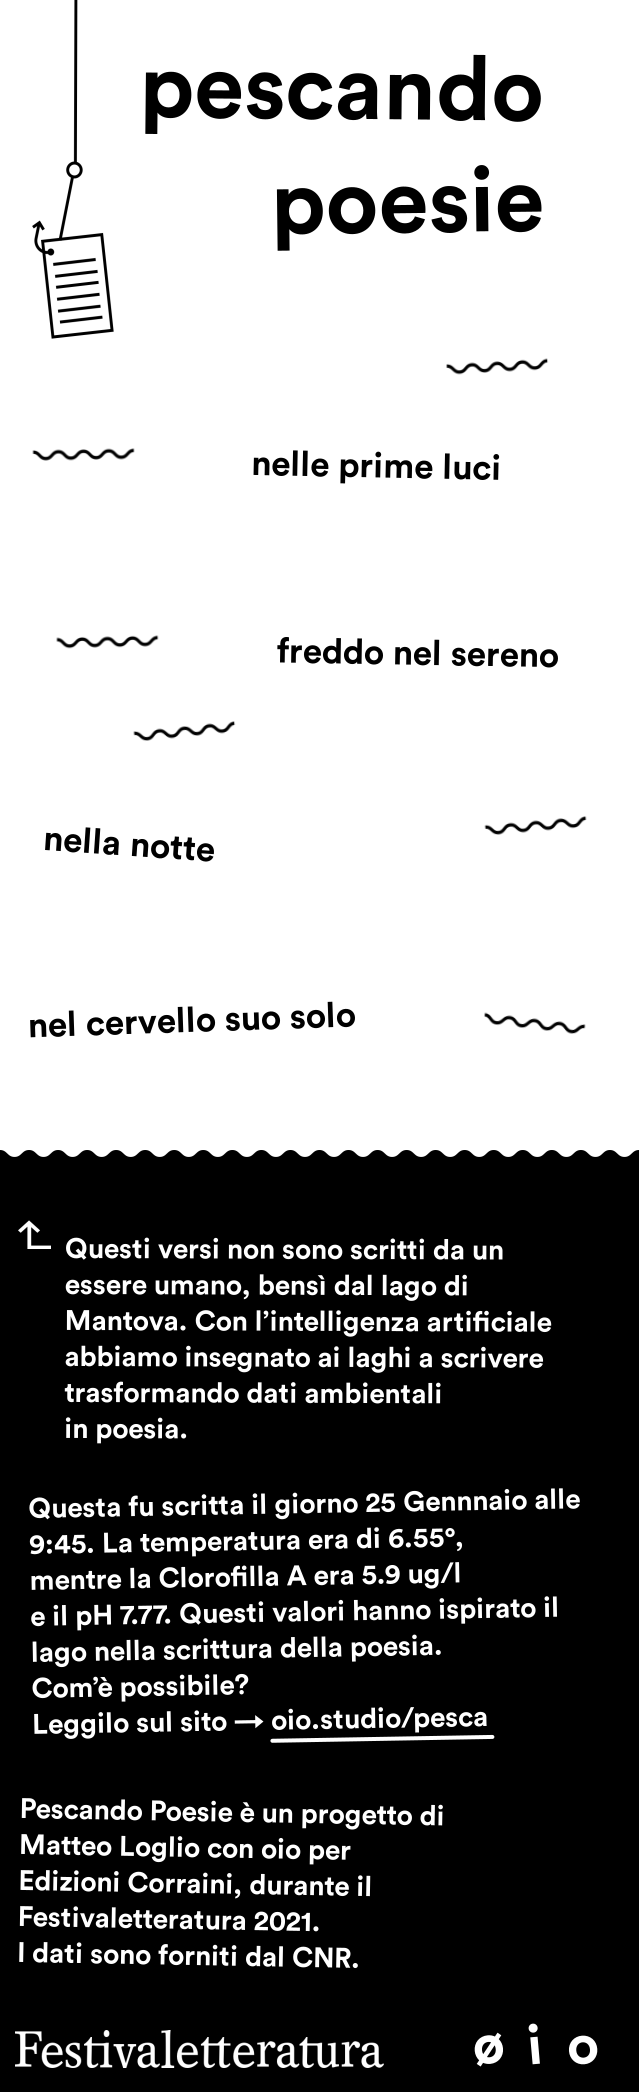 pescando
poesie
nelle prime luci
freddo nel sereno
nella notte
nel cervello suo solo
Questi versi non sono scritti da un
essere umano, bensì dal lago di
Mantova. Con l’intelligenza artificiale
abbiamo insegnato ai laghi a scrivere
trasformando dati ambientali
in poesia.
Questa fu scritta il giorno 25 Gennnaio alle
9:45. La temperatura era di 6.55°,
mentre la Clorofilla A era 5.9 ug/l
e il pH 7.77. Questi valori hanno ispirato il
lago nella scrittura della poesia.
Com’è possibile?
Leggilo sul sito → oio.studio/pesca
Pescando Poesie è un progetto di
Matteo Loglio con oio per
Edizioni Corraini, durante il
Festivaletteratura 2021.
I dati sono forniti dal CNR.
Festivaletteratura
ø i o